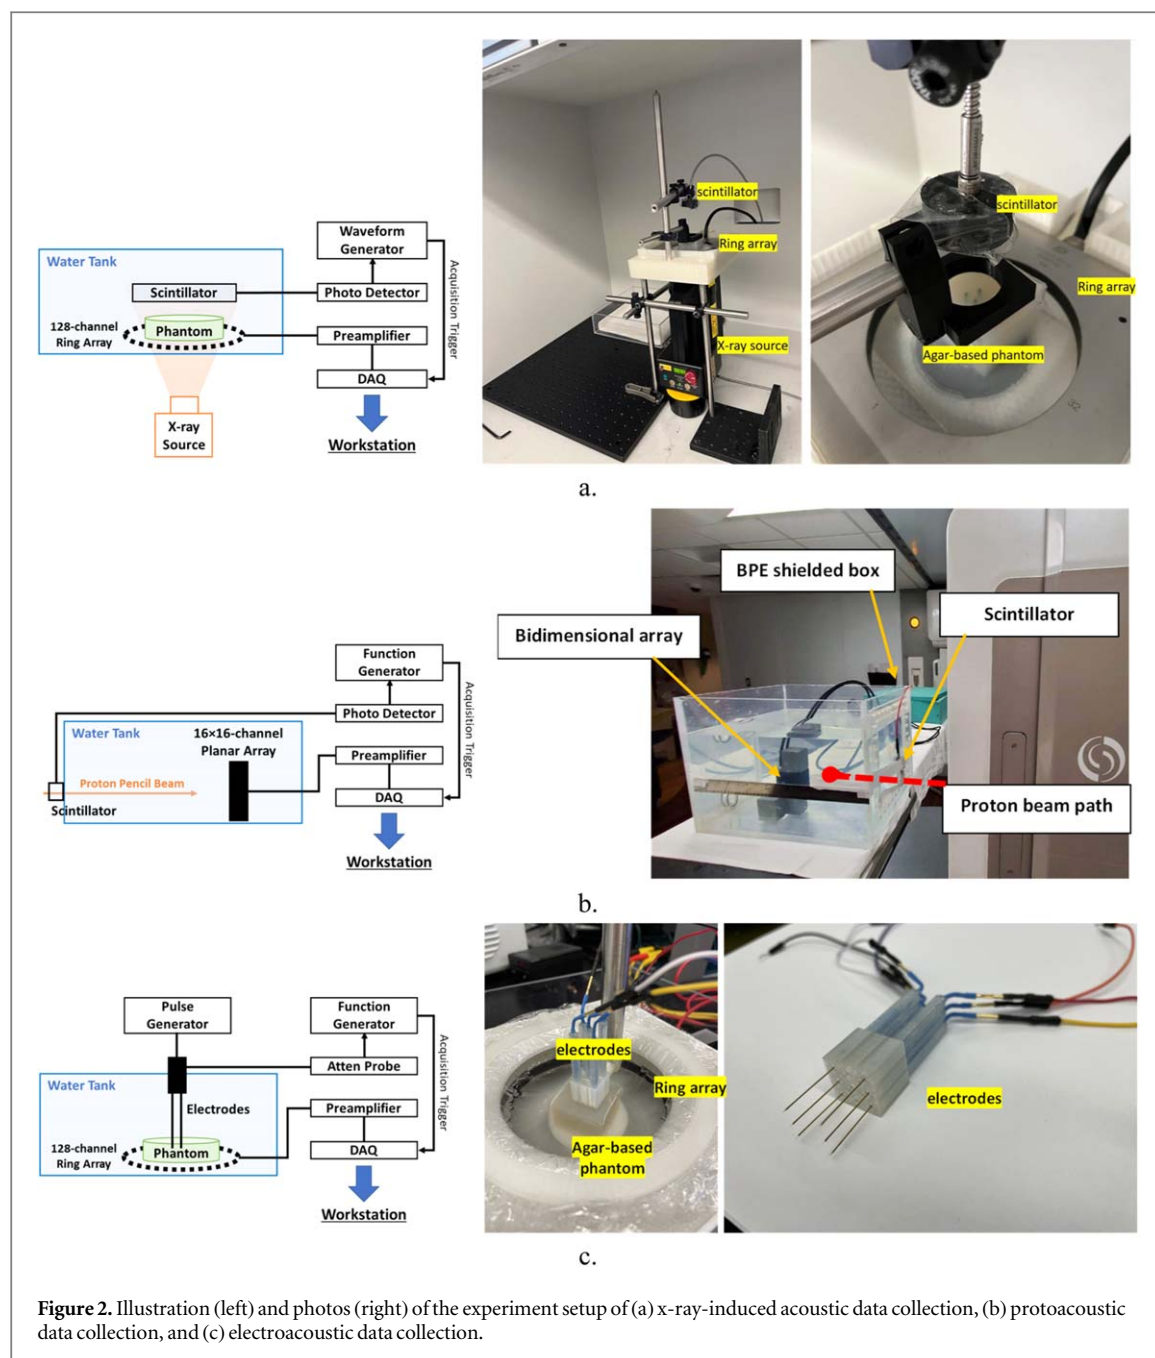 Water Tank
Scintillator
128-channel
Ring Array
Phantom
X-ray
Source
Waveform
Generator
Photo Detector
Preamplifier
DAQ
Acquisition Trigger
Workstation
scintillator
Ring array
X-ray source
scintillator
Ring array
Agar-based phantom
a.
Function
Generator
Photo Detector
Water Tank
16×16-channel
Planar Array
Preamplifier
Proton Pencil Beam
Scintillator
DAQ
Acquisition Trigger
Workstation
BPE shielded box
Scintillator
Bidimensional array
Proton beam path
b.
Pulse
Generator
Function
Generator
Atten Probe
Water Tank
Electrodes
Preamplifier
128-channel
Ring Array
Phantom
DAQ
Acquisition Trigger
Workstation
electrodes
Ring array
Agar-based
phantom
electrodes
c.
Figure 2. Illustration (left) and photos (right) of the experiment setup of (a) x-ray-induced acoustic data collection, (b) protoacoustic
data collection, and (c) electroacoustic data collection.